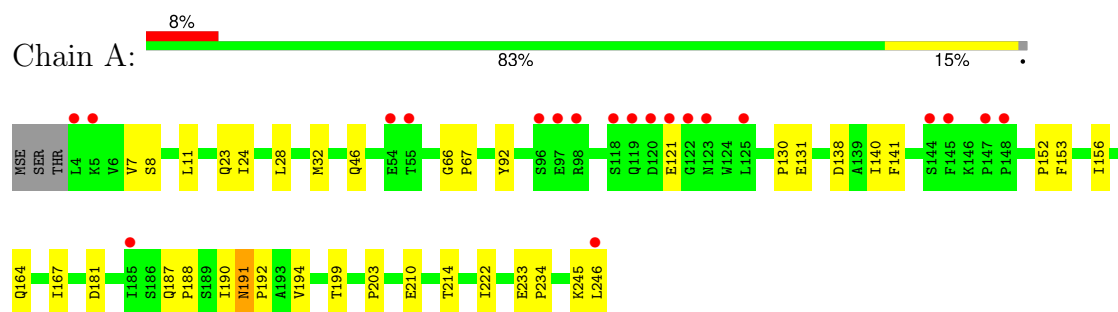 8%
Chain A:
83% 15% •
MSE SER THR L4 K5 V6 V7 S8 L11 Q23 I24 L28 M32 Q46 E54 T55 G66 P67 Y92 S96 E97 R98 S118 Q119 D120 E121 G122 N123 W124 L125 P130 E131 D138 A139 I140 F141 S144 F145 K146 P147 P148 P152 F153 I156
Q164 I167 D181 I185 S186 Q187 P188 S189 I190 N191 P192 A193 V194 T199 P203 E210 T214 I222 E233 P234 K245 L246